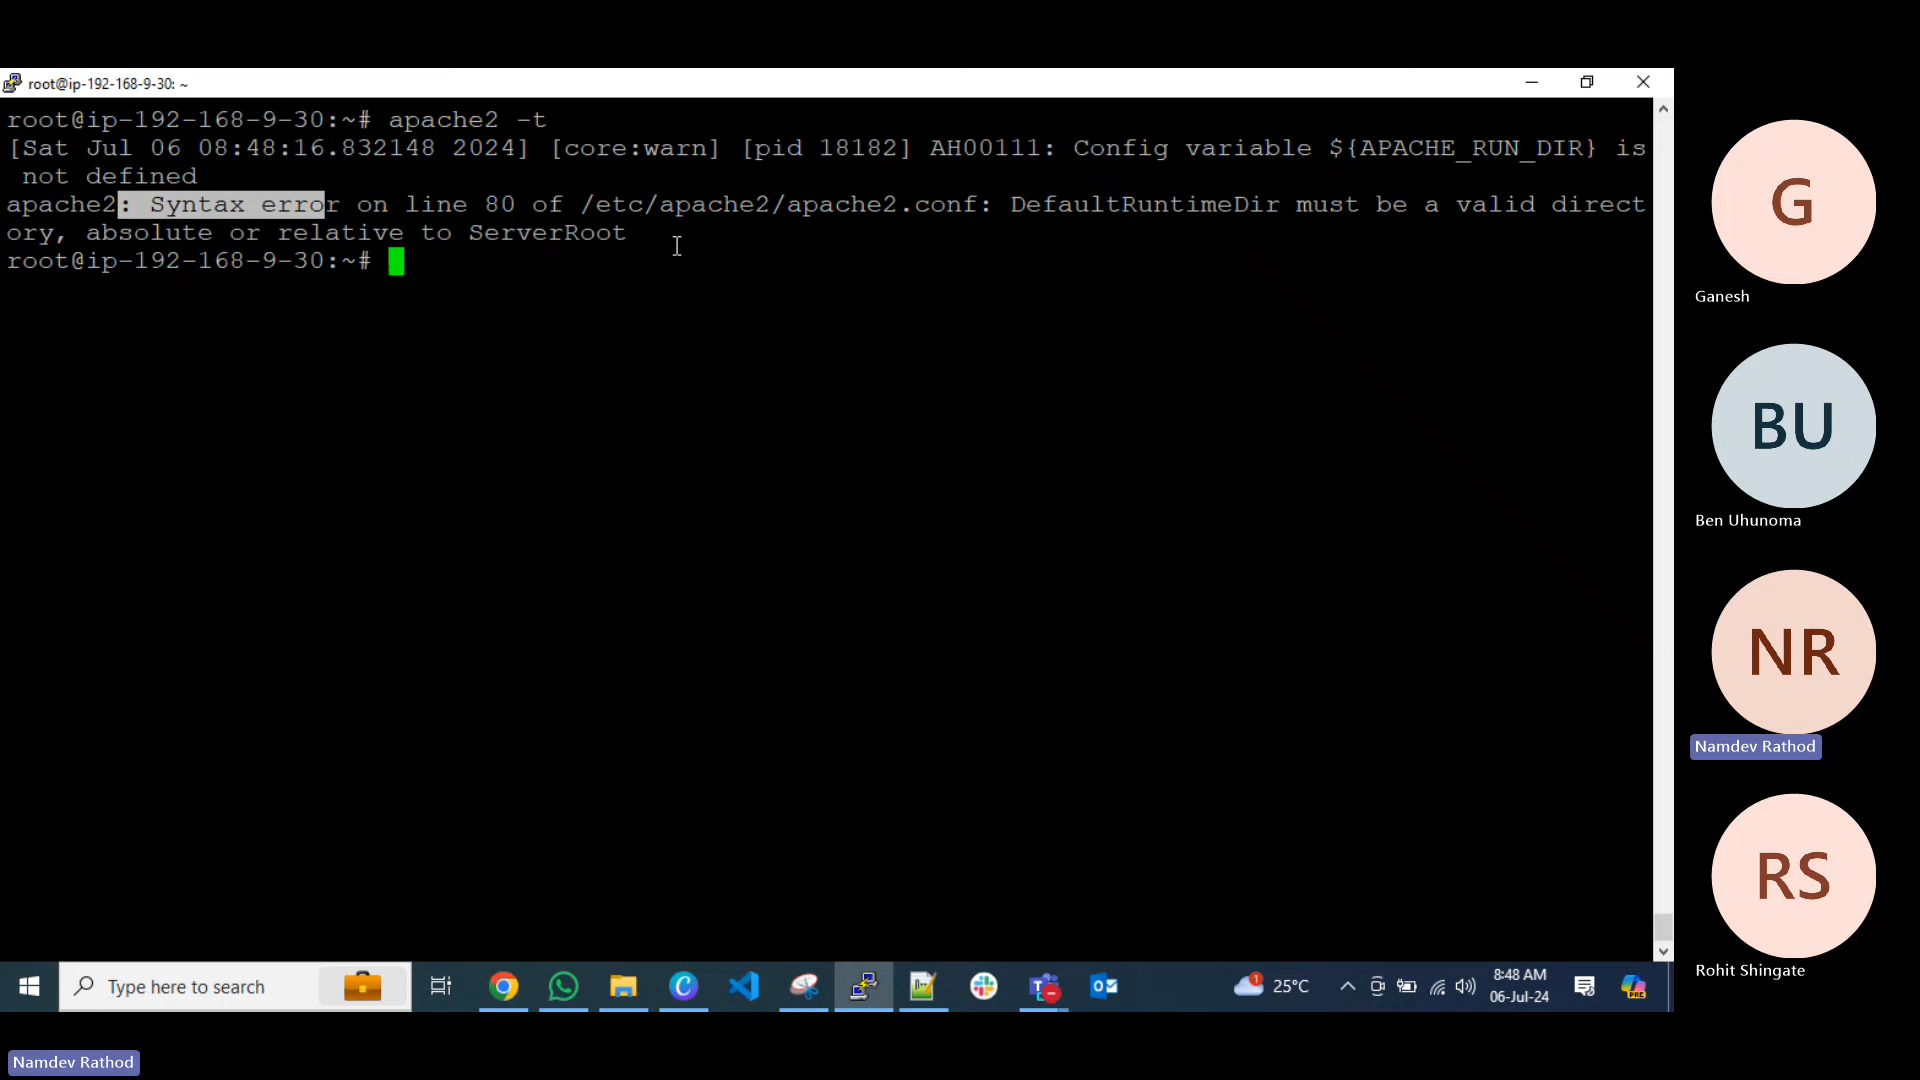 root@ip-192-168-9-30: ~
root@ip-192-168-9-30:~# apache2 -t
[Sat Jul 06 08:48:16.832148 2024] [core:warn] [pid 18182] AH00111: Config variable ${APACHE_RUN_DIR} is
not defined
apache2: Syntax error on line 80 of /etc/apache2/apache2.conf: DefaultRuntimeDir must be a valid direct
ory, absolute or relative to ServerRoot
root@ip-192-168-9-30:~#
G
Ganesh
BU
Ben Uhunoma
NR
Namdev Rathod
RS
Rohit Shingate
Type here to search
1
25°C
8:48 AM
06-Jul-24
PRE
Namdev Rathod